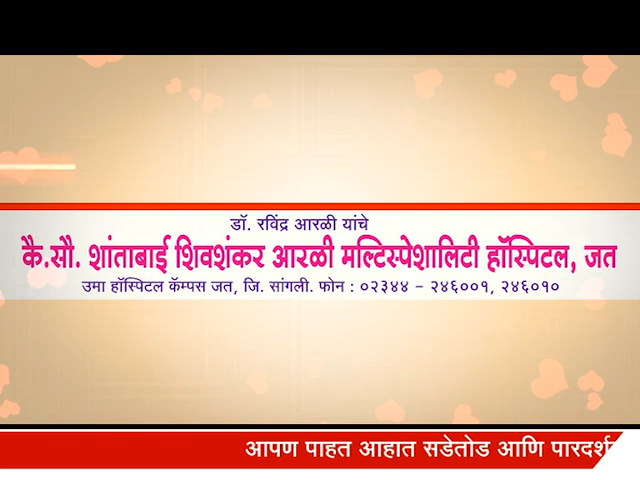 डॉ. रविंद्र आरळी यांचे
कै.सौ. शांताबाई शिवशंकर आरळी मल्टिस्पेशालिटी हॉस्पिटल, जत
उमा हॉस्पिटल कॅम्पस जत, जि. सांगली. फोन : ०२३४४ – २४६००१, २४६०१०
आपण पाहत आहात सडेतोड आणि पारदर्श